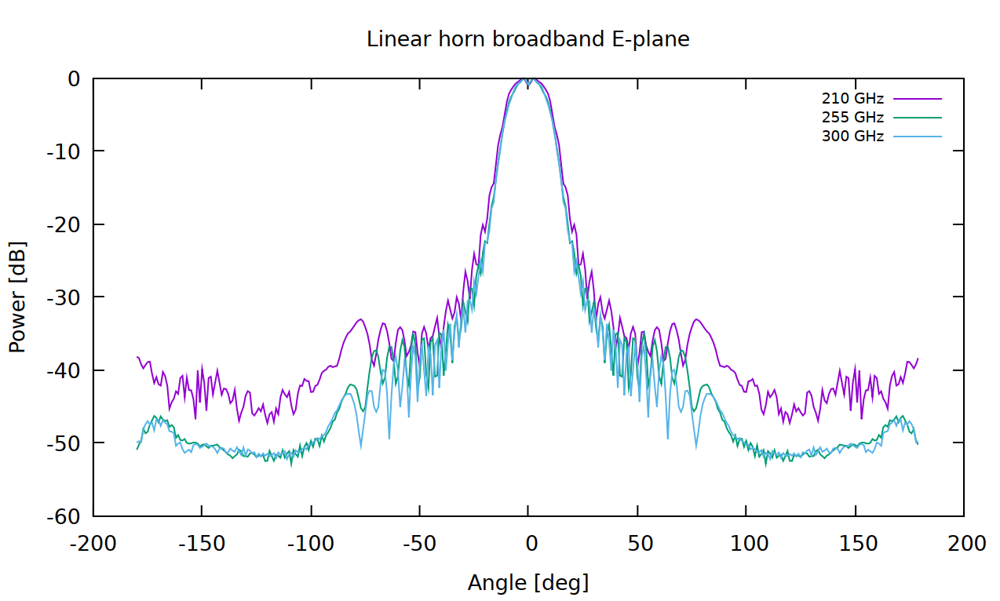 Linear horn broadband E-plane
210 GHz
255 GHz
300 GHz
Power [dB]
0
-10
-20
-30
-40
-50
-60
-200 -150 -100 -50 0 50 100 150 200
Angle [deg]